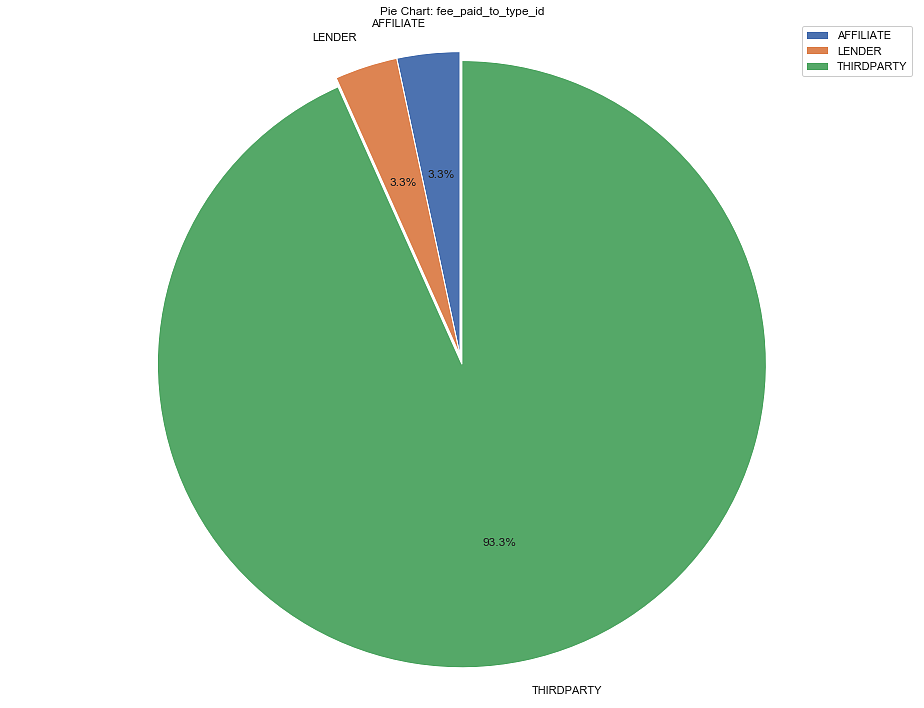 Pie Chart: fee_paid_to_type_id
AFFILIATE
LENDER
AFFILIATE
LENDER
THIRDPARTY
3.3%
3.3%
93.3%
THIRDPARTY